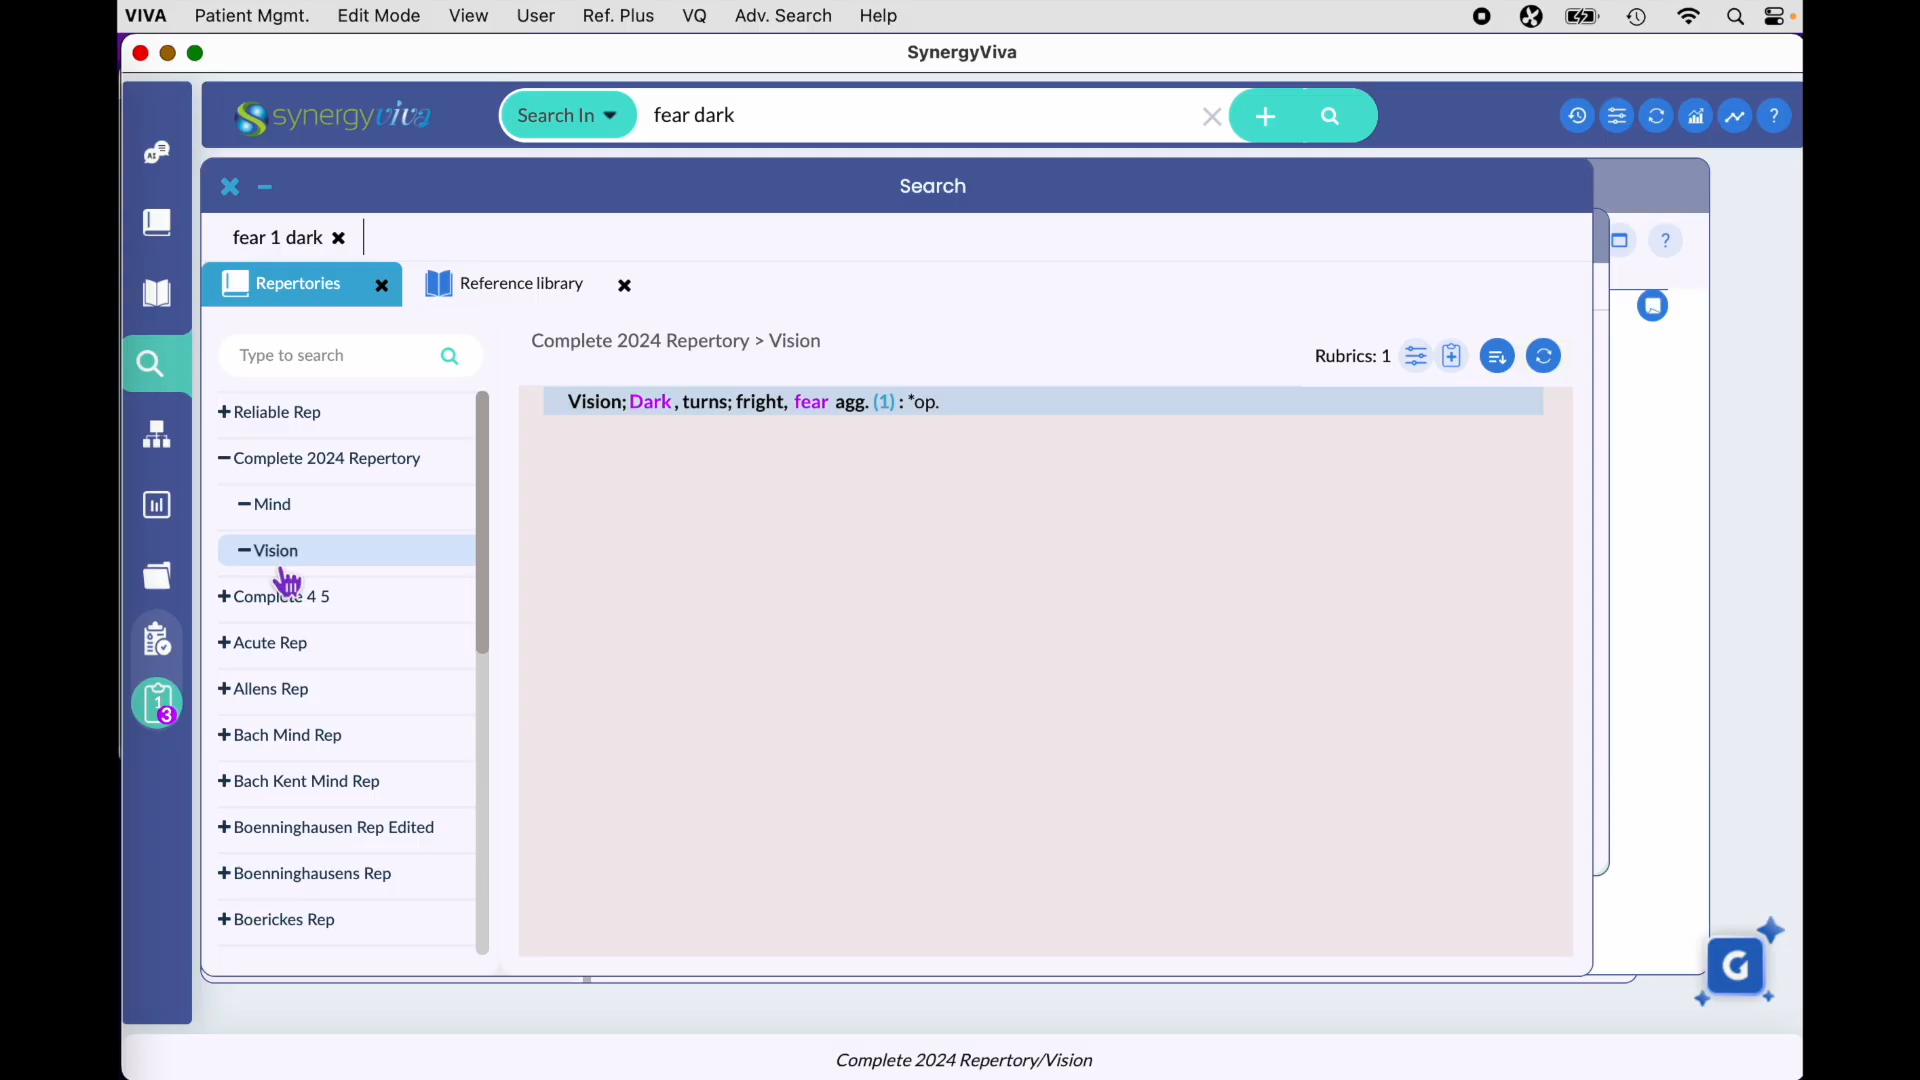 VIVA Patient Mgmt. Edit Mode View User Ref. Plus VQ Adv. Search Help
SynergyViva
synergyviva
Search In fear dark
AI
Search
fear 1 dark
Repertories
Reference library
Type to search
Complete 2024 Repertory > Vision
Rubrics: 1
Vision; Dark, turns; fright, fear agg. (1) : *op.
Reliable Rep
Complete 2024 Repertory
Mind
Vision
Complete 4 5
Acute Rep
Allens Rep
Bach Mind Rep
Bach Kent Mind Rep
Boenninghausen Rep Edited
Boenninghausens Rep
Boerickes Rep
1
3
G
Complete 2024 Repertory/Vision